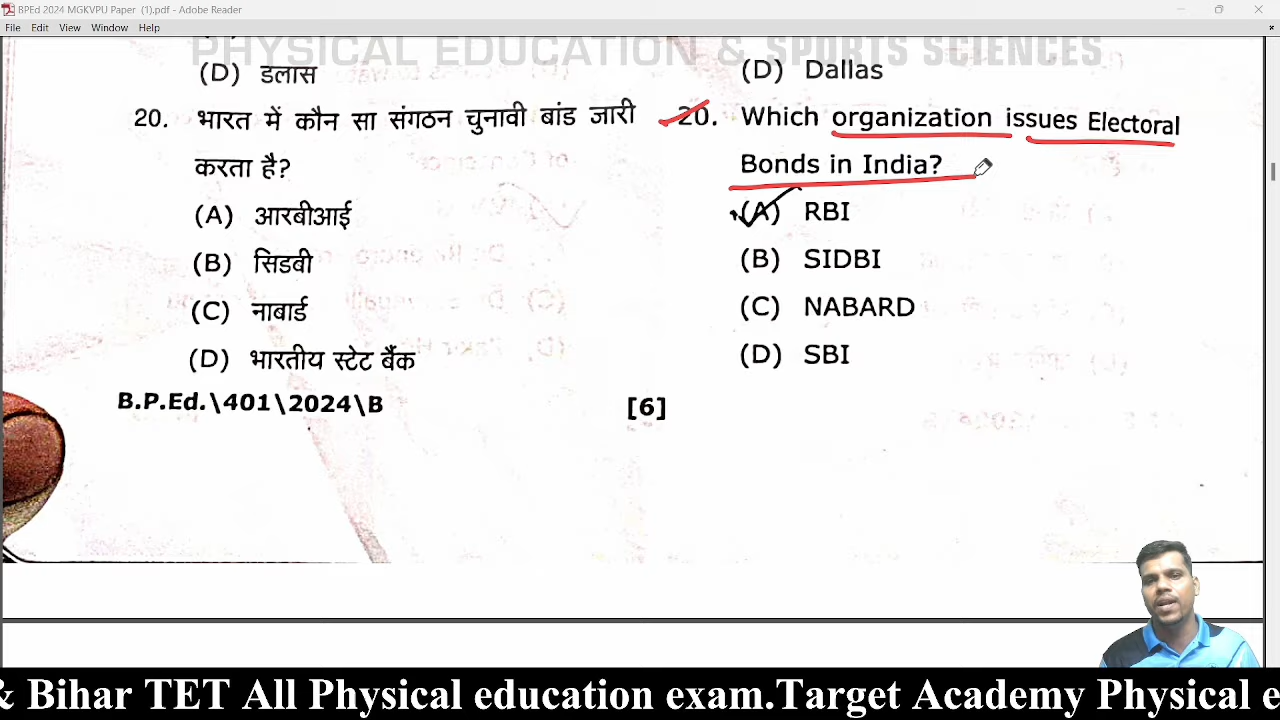 BPEd 2024 MGKVPU Paper (1).pdf - Adobe Reader
File Edit View Window Help
PHYSICAL EDUCATION & SPORTS SCIENCES
(D) डलास
20. भारत में कौन सा संगठन चुनावी बांड जारी
करता है?
(A) आरबीआई
(B) सिडबी
(C) नाबार्ड
(D) भारतीय स्टेट बैंक
B.P.Ed.\401\2024\B
(D) Dallas
20. Which organization issues Electoral
Bonds in India?
(A) RBI
(B) SIDBI
(C) NABARD
(D) SBI
[6]
& Bihar TET All Physical education exam.Target Academy Physical e